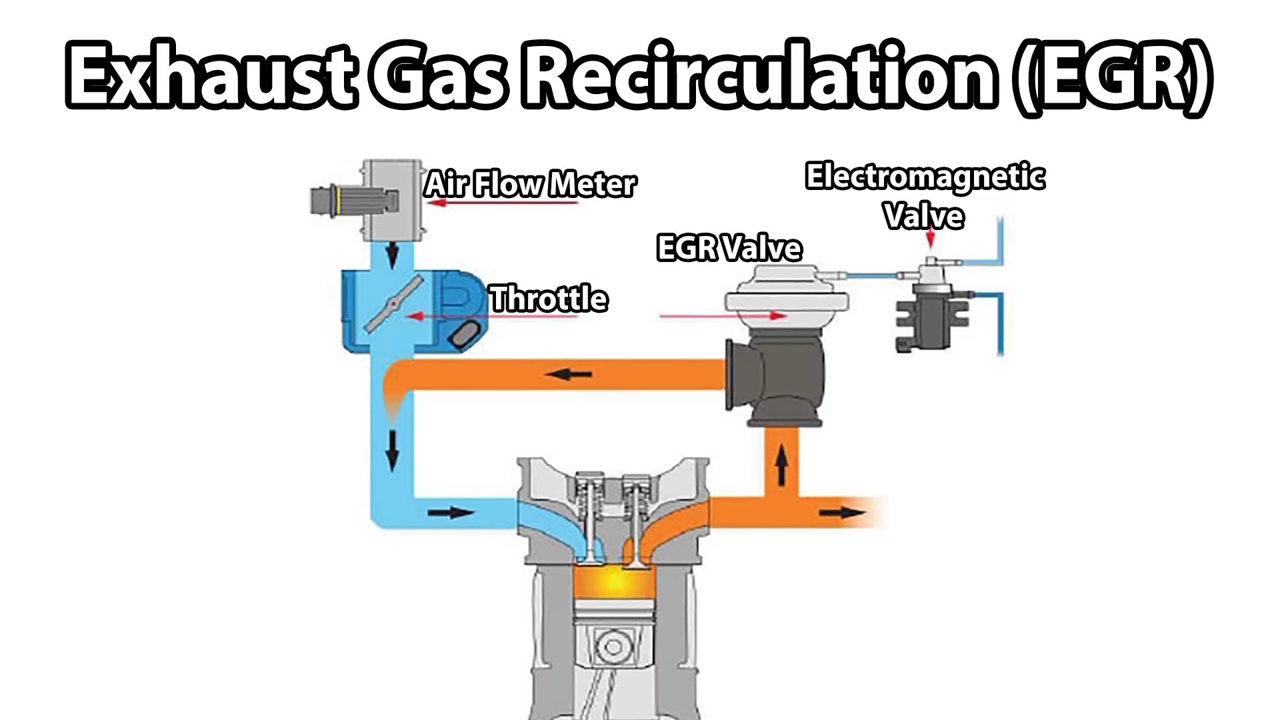 Exhaust Gas Recirculation (EGR)
Air Flow Meter
Electromagnetic
Valve
EGR Valve
Throttle